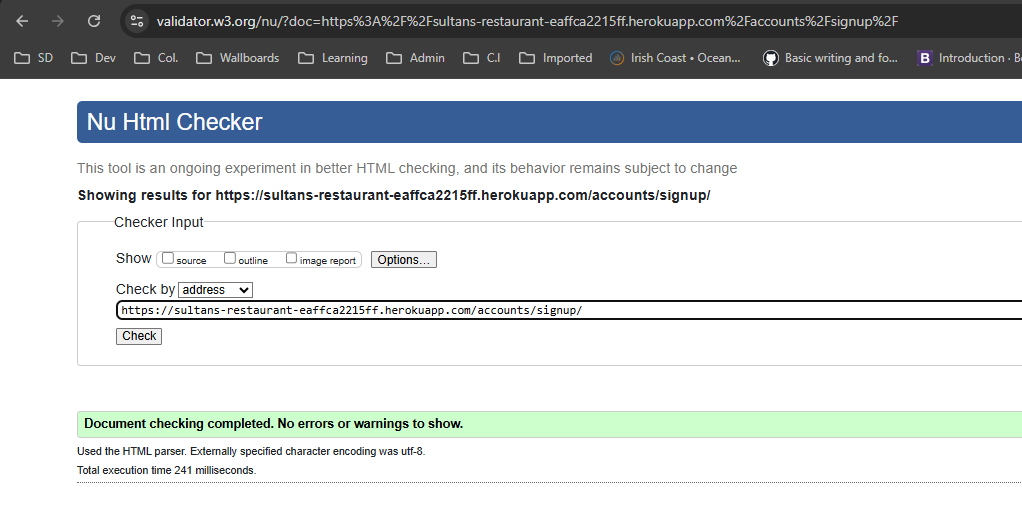 validator.w3.org/nu/?doc=https%3A%2F%2Fsultans-restaurant-eaffca2215ff.herokuapp.com%2Faccounts%2Fsignup%2F
SD Dev Col. Wallboards Learning Admin C.I Imported Irish Coast • Ocean... Basic writing and fo... B Introduction · B
Nu Html Checker
This tool is an ongoing experiment in better HTML checking, and its behavior remains subject to change
Showing results for https://sultans-restaurant-eaffca2215ff.herokuapp.com/accounts/signup/
Checker Input
Show source outline image report Options...
Check by address
https://sultans-restaurant-eaffca2215ff.herokuapp.com/accounts/signup/
Check
Document checking completed. No errors or warnings to show.
Used the HTML parser. Externally specified character encoding was utf-8.
Total execution time 241 milliseconds.